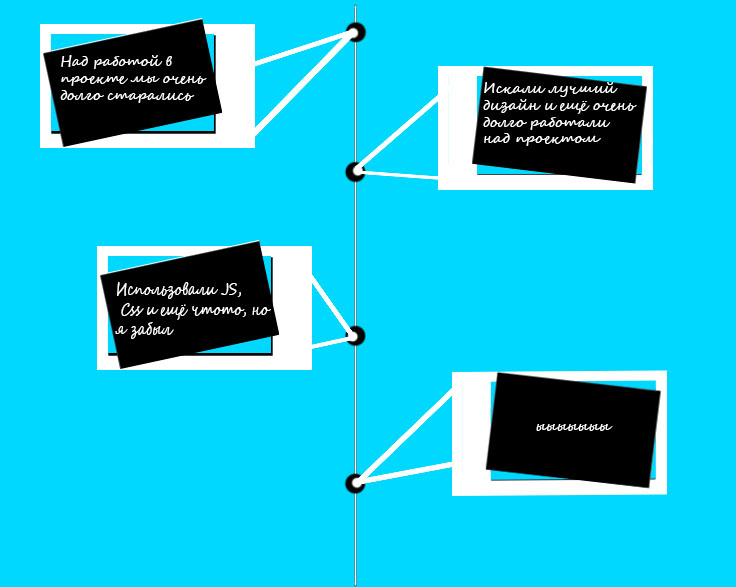 Над работой в
проекте мы очень
долго старались
Искали лучший
дизайн и ещё очень
долго работали
над проектом
Использовали JS,
Css и ещё чтото, но
я забыл
ыыыыыыы